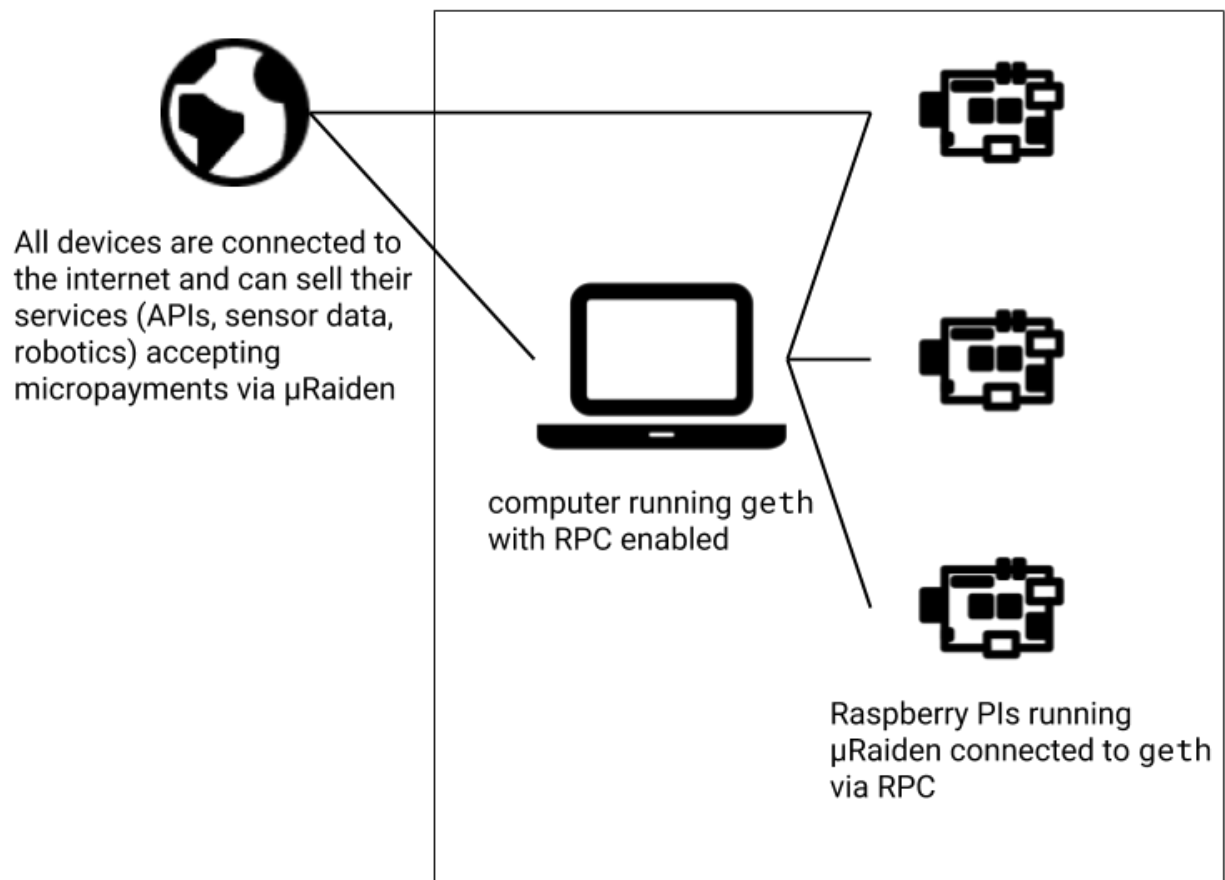 All devices are connected to
the internet and can sell their
services (APIs, sensor data,
robotics) accepting
micropayments via µRaiden
computer running geth
with RPC enabled
Raspberry PIs running
µRaiden connected to geth
via RPC